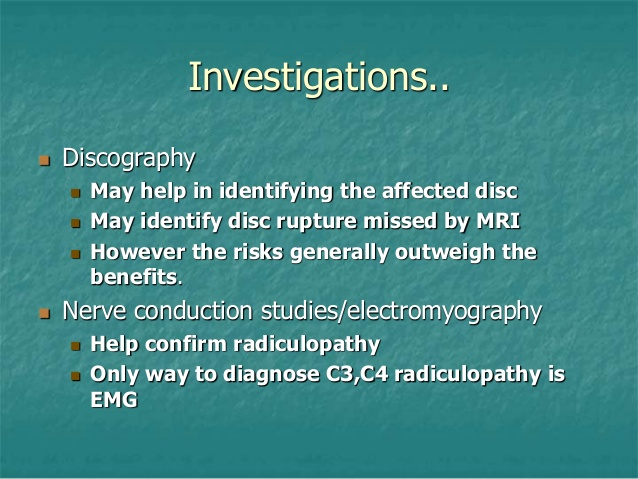 Investigations..
Discography
May help in identifying the affected disc
May identify disc rupture missed by MRI
However the risks generally outweigh the
benefits.
Nerve conduction studies/electromyography
Help confirm radiculopathy
Only way to diagnose C3,C4 radiculopathy is
EMG